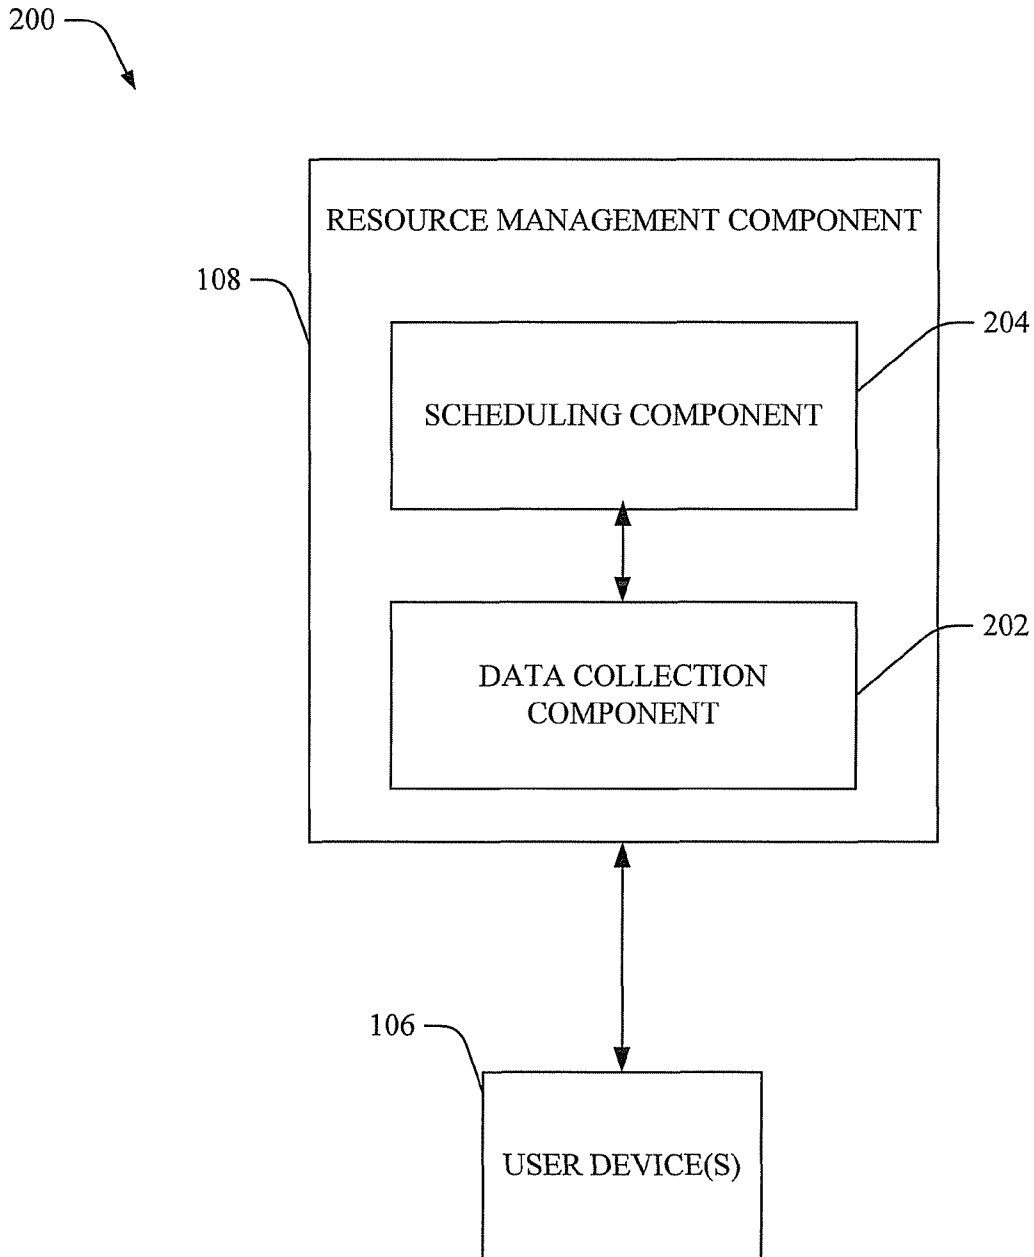 200
RESOURCE MANAGEMENT COMPONENT
108
204
SCHEDULING COMPONENT
202
DATA COLLECTION
COMPONENT
106
USER DEVICE(S)